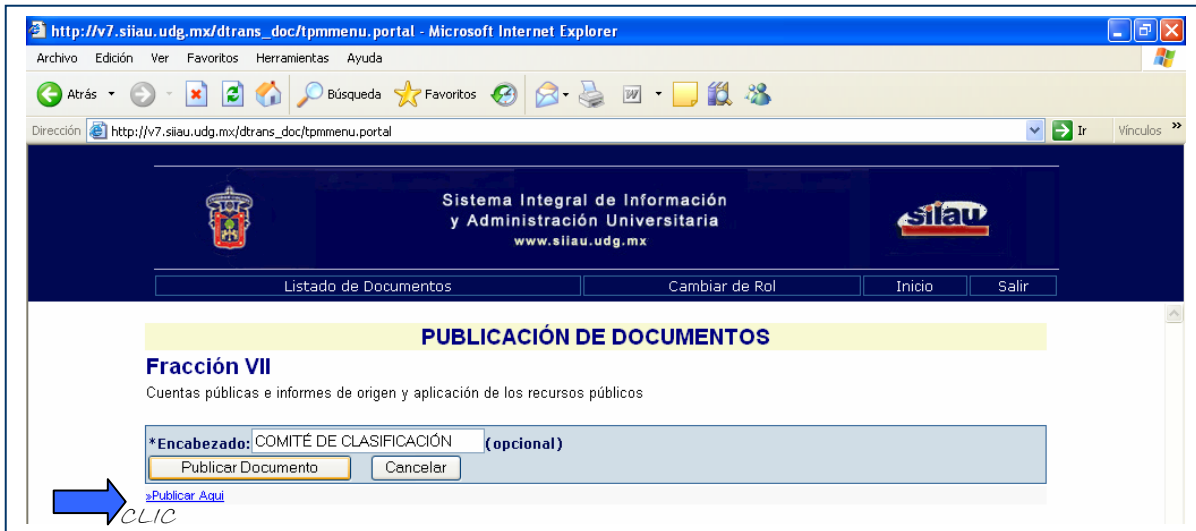 http://v7.siiau.udg.mx/dtrans_doc/tpmmenu.portal - Microsoft Internet Explorer
Archivo Edición Ver Favoritos Herramientas Ayuda
Atrás Búsqueda Favoritos
Dirección http://v7.siiau.udg.mx/dtrans_doc/tpmmenu.portal Ir Vínculos »
Sistema Integral de Información
y Administración Universitaria
www.siiau.udg.mx
siiau
Listado de Documentos Cambiar de Rol Inicio Salir
PUBLICACIÓN DE DOCUMENTOS
Fracción VII
Cuentas públicas e informes de origen y aplicación de los recursos públicos
*Encabezado: COMITÉ DE CLASIFICACIÓN (opcional)
Publicar Documento Cancelar
»Publicar Aqui
CLIC